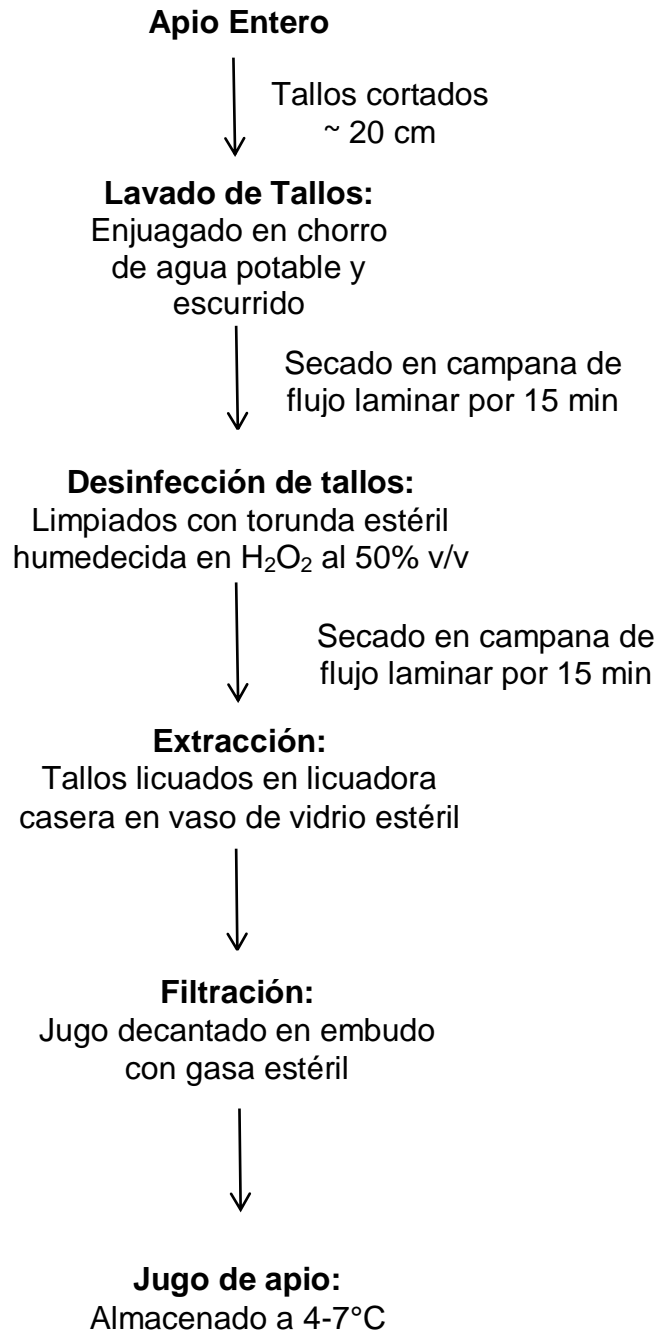 Apio Entero
Tallos cortados
~ 20 cm
Lavado de Tallos:
Enjuagado en chorro
de agua potable y
escurrido
Secado en campana de
flujo laminar por 15 min
Desinfección de tallos:
Limpiados con torunda estéril
humedecida en H₂O₂ al 50% v/v
Secado en campana de
flujo laminar por 15 min
Extracción:
Tallos licuados en licuadora
casera en vaso de vidrio estéril
Filtración:
Jugo decantado en embudo
con gasa estéril
Jugo de apio:
Almacenado a 4-7°C